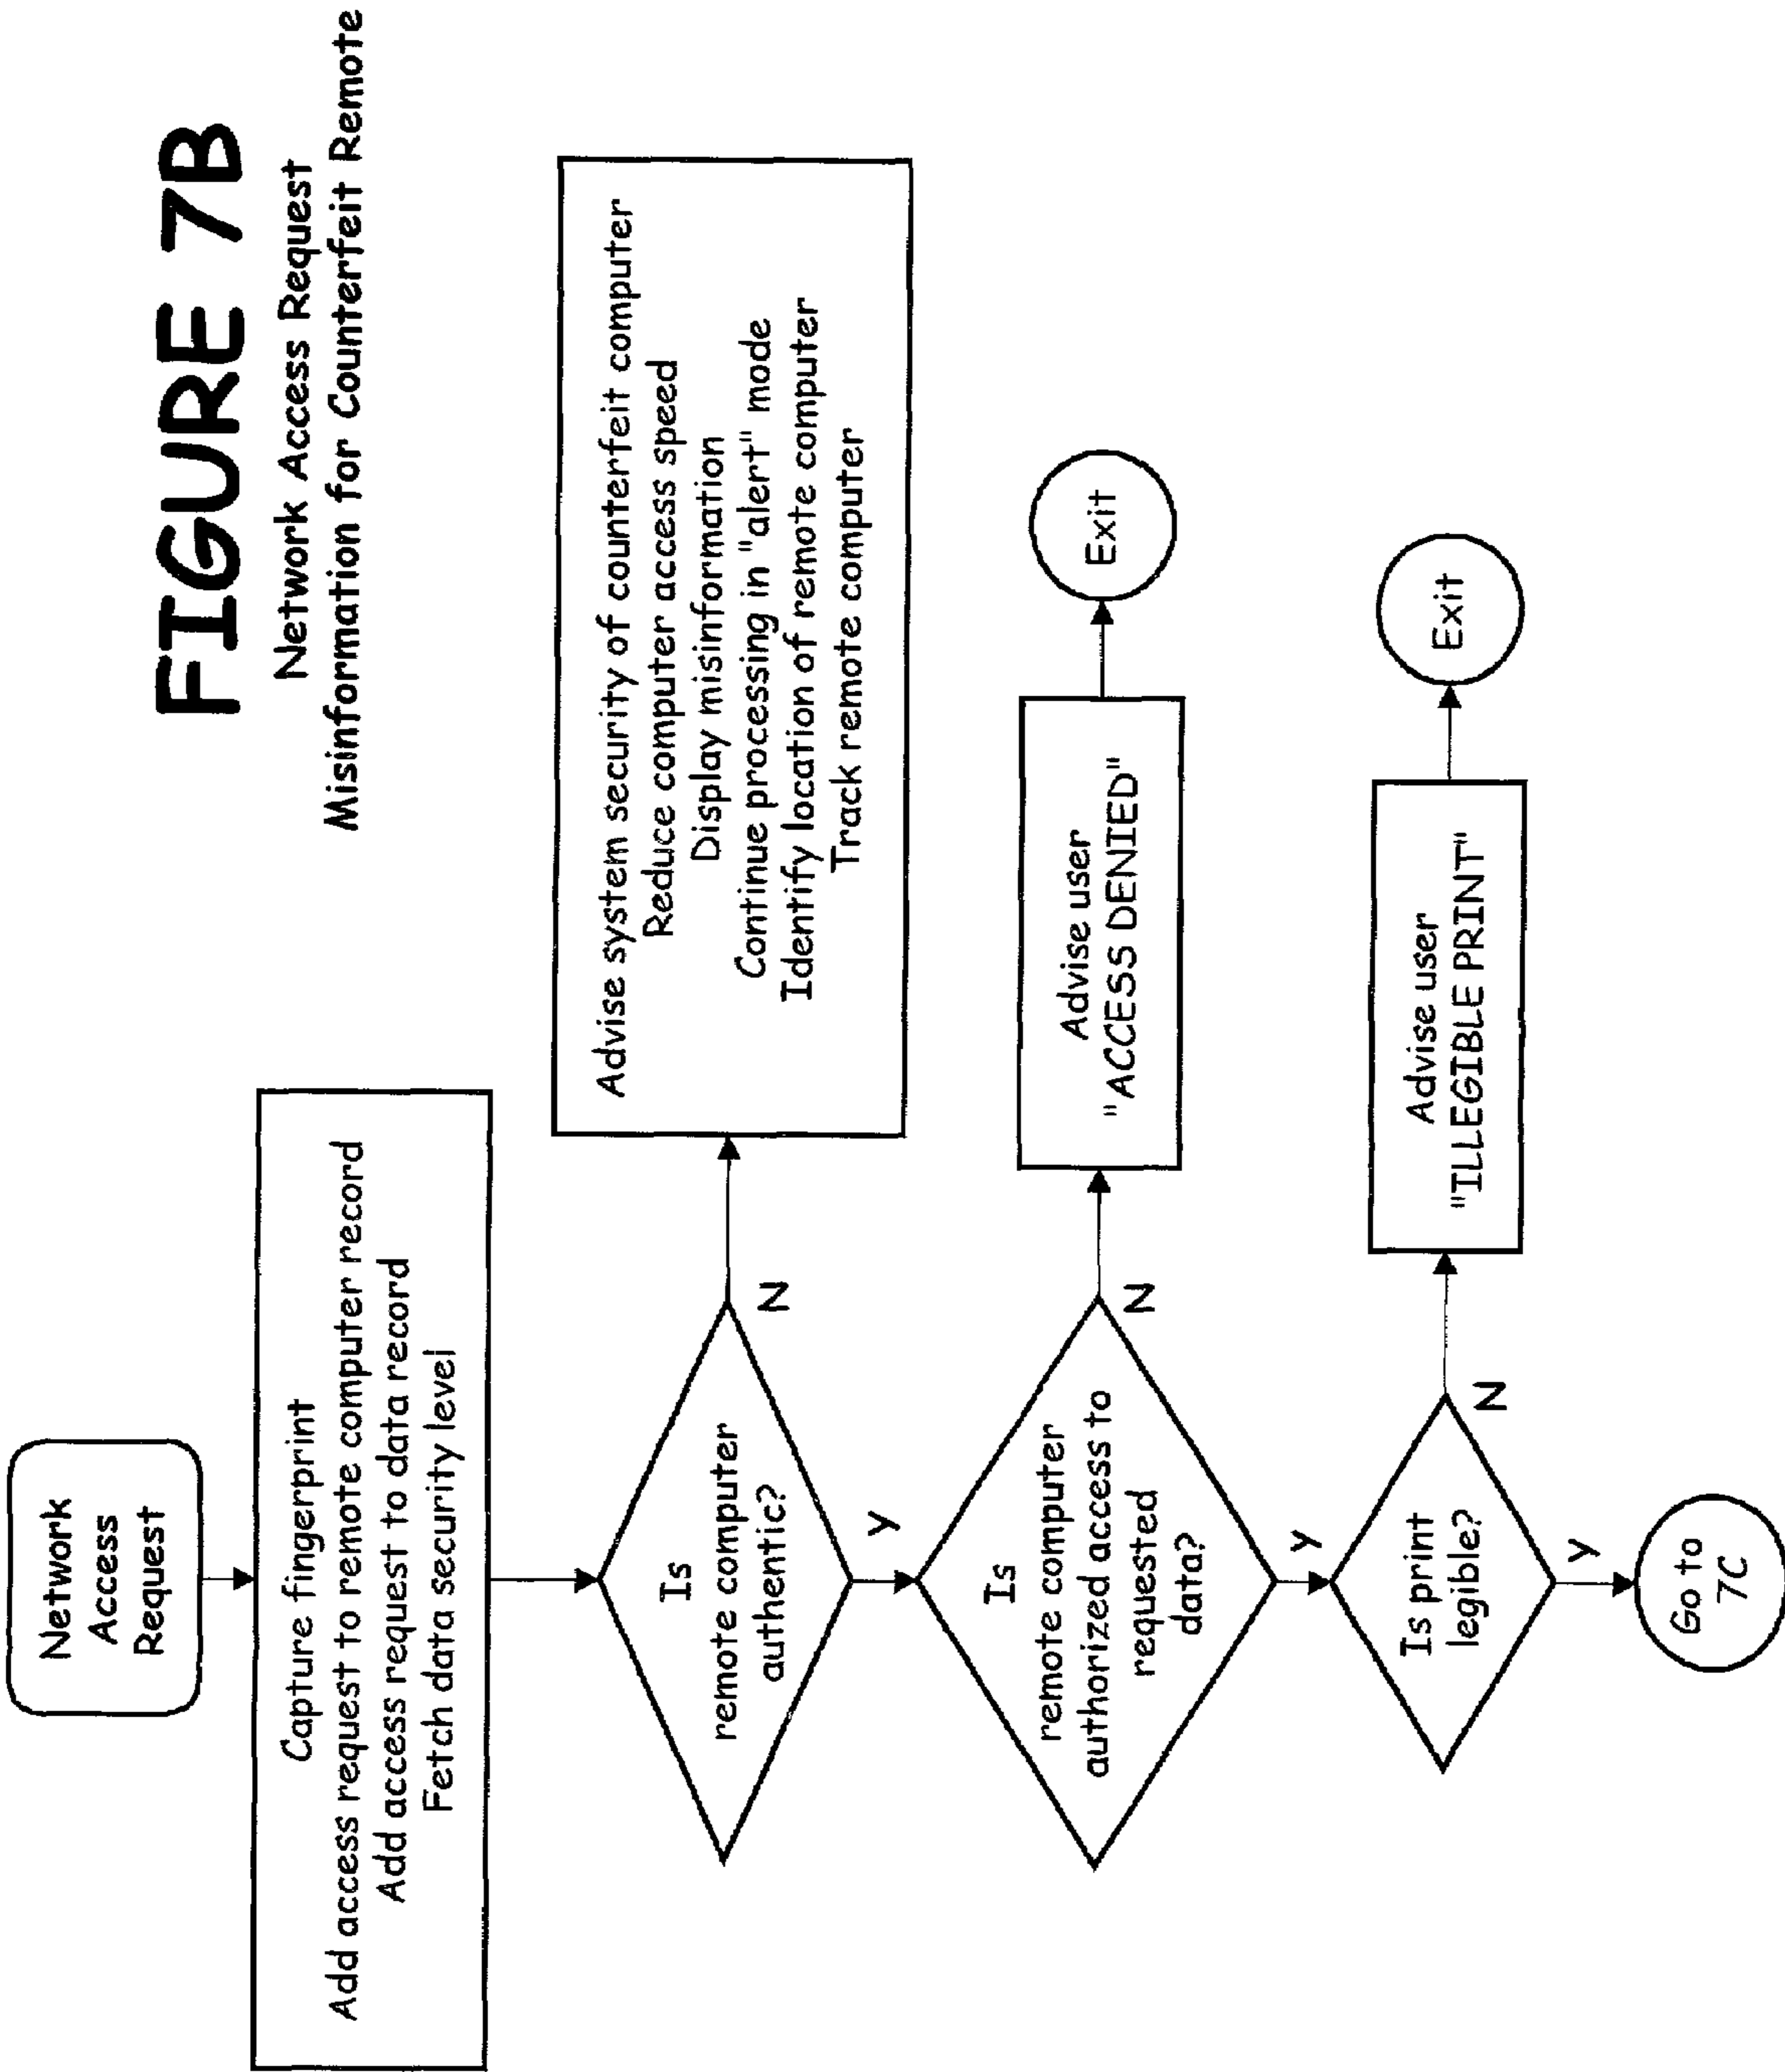 FIGURE 7B
Network Access Request
Misinformation for Counterfeit Remote
Network
Access
Request
Capture fingerprint
Add access request to remote computer record
Add access request to data record
Fetch data security level
Is
remote computer
authentic?
N
Advise system security of counterfeit computer
Reduce computer access speed
Display misinformation
Continue processing in "alert" mode
Identify location of remote computer
Track remote computer
Y
Is
remote computer
authorized access to
requested
data?
N
Advise user
"ACCESS DENIED"
Exit
Y
Is print
legible?
N
Advise user
"ILLEGIBLE PRINT"
Exit
Y
Go to
7C